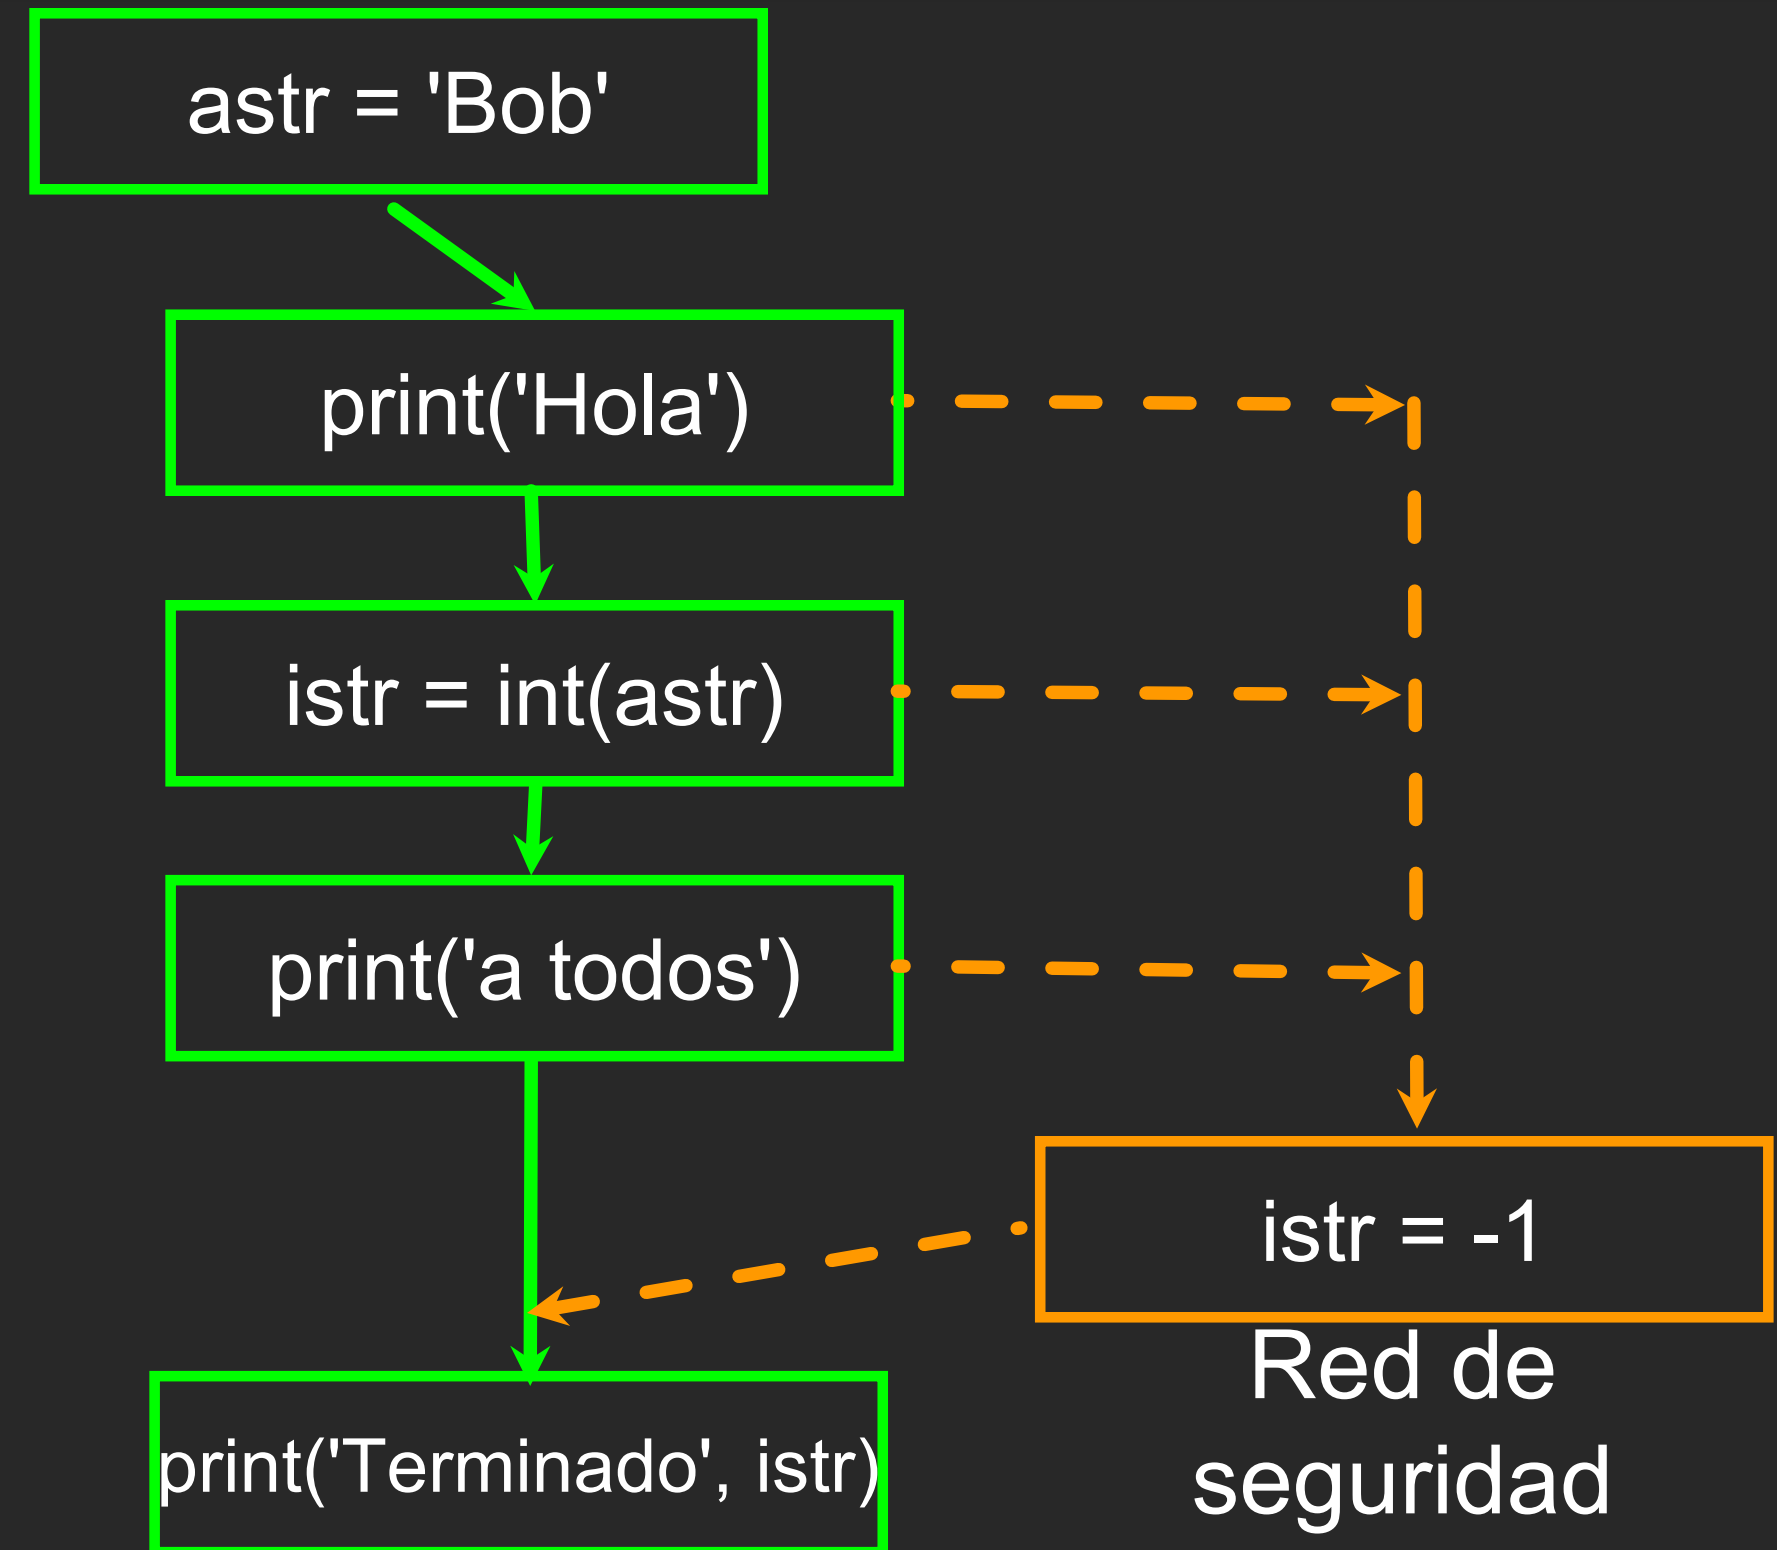 astr = 'Bob'
print('Hola')
istr = int(astr)
print('a todos')
istr = -1
Red de
seguridad
print('Terminado', istr)